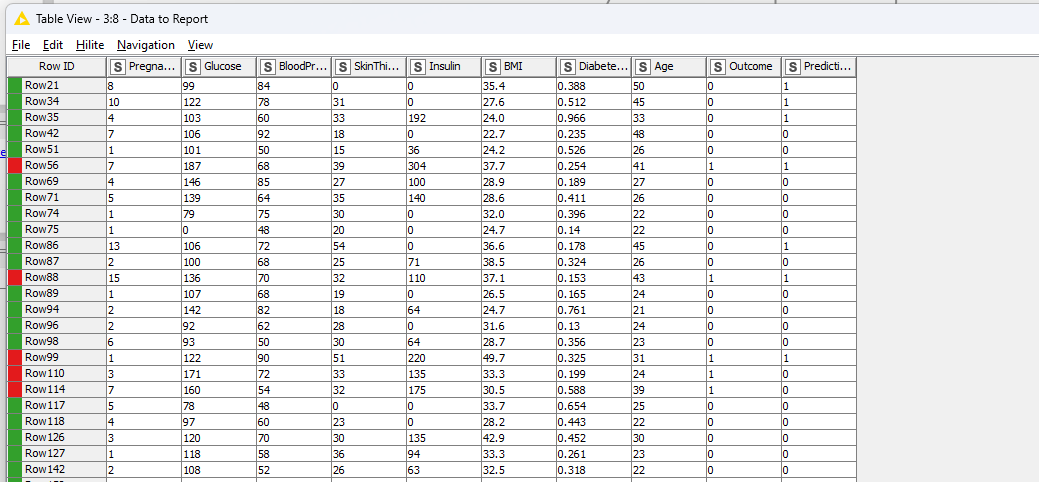 Table View - 3:8 - Data to Report
File Edit Hilite Navigation View
Row ID S Pregna... S Glucose S BloodPr... S SkinThi... S Insulin S BMI S Diabete... S Age S Outcome S Predicti...
Row21 8 99 84 0 0 35.4 0.388 50 0 1
Row34 10 122 78 31 0 27.6 0.512 45 0 1
Row35 4 103 60 33 192 24.0 0.966 33 0 1
Row42 7 106 92 18 0 22.7 0.235 48 0 0
Row51 1 101 50 15 36 24.2 0.526 26 0 0
Row56 7 187 68 39 304 37.7 0.254 41 1 1
Row69 4 146 85 27 100 28.9 0.189 27 0 0
Row71 5 139 64 35 140 28.6 0.411 26 0 0
Row74 1 79 75 30 0 32.0 0.396 22 0 0
Row75 1 0 48 20 0 24.7 0.14 22 0 0
Row86 13 106 72 54 0 36.6 0.178 45 0 1
Row87 2 100 68 25 71 38.5 0.324 26 0 0
Row88 15 136 70 32 110 37.1 0.153 43 1 1
Row89 1 107 68 19 0 26.5 0.165 24 0 0
Row94 2 142 82 18 64 24.7 0.761 21 0 0
Row96 2 92 62 28 0 31.6 0.13 24 0 0
Row98 6 93 50 30 64 28.7 0.356 23 0 0
Row99 1 122 90 51 220 49.7 0.325 31 1 1
Row110 3 171 72 33 135 33.3 0.199 24 1 0
Row114 7 160 54 32 175 30.5 0.588 39 1 0
Row117 5 78 48 0 0 33.7 0.654 25 0 0
Row118 4 97 60 23 0 28.2 0.443 22 0 0
Row126 3 120 70 30 135 42.9 0.452 30 0 0
Row127 1 118 58 36 94 33.3 0.261 23 0 0
Row142 2 108 52 26 63 32.5 0.318 22 0 0